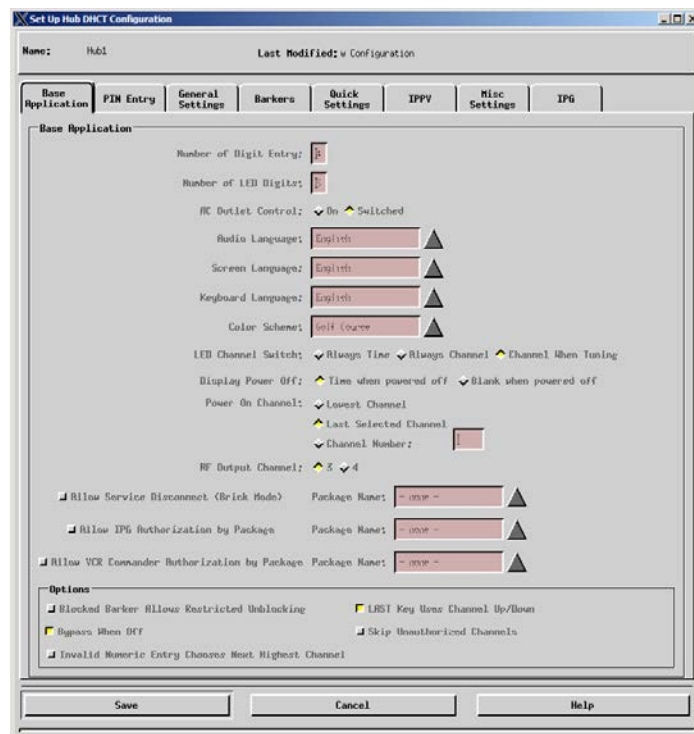 Set Up Hub DHCT Configuration
Name: Hub1 Last Modified: w Configuration
Base Application PIN Entry General Settings Barkers Quick Settings IPPV Misc Settings IPG
Base Application
Number of Digit Entry:
Number of LED Digits:
AC Outlet Control: On Switched
Audio Language: English
Screen Language: English
Keyboard Language: English
Color Scheme: Golf Course
LED Channel Switch: Always Time Always Channel Channel When Tuning
Display Power Off: Time when powered off Blank when powered off
Power On Channel: Lowest Channel
Last Selected Channel
Channel Number:
RF Output Channel: 3 4
Allow Service Disconnect (Brick Mode) Package Name: - none -
Allow IPG Authorization by Package Package Name: - none -
Allow VCR Commander Authorization by Package Package Name: - none -
Options
Blocked Barker Allows Restricted Unblocking LAST Key Uses Channel Up/Down
Bypass When Off Skip Unauthorized Channels
Invalid Numeric Entry Chooses Next Highest Channel
Save Cancel Help